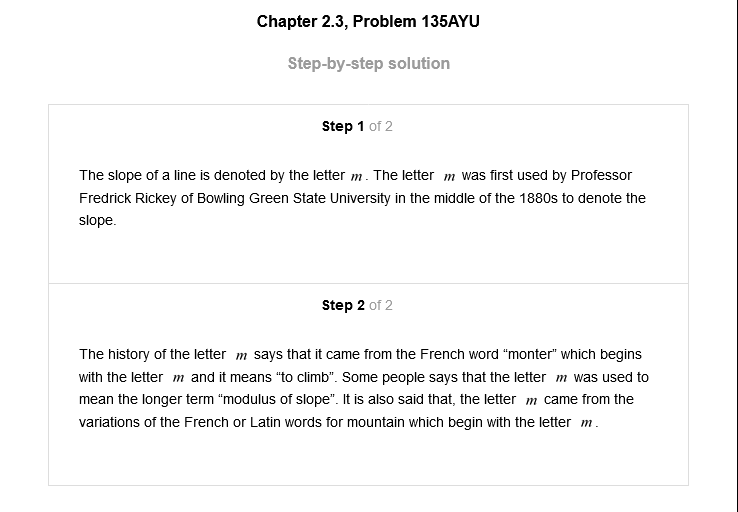 Chapter 2.3, Problem 135AYU
Step-by-step solution
Step 1 of 2
The slope of a line is denoted by the letter m. The letter m was first used by Professor
Fredrick Rickey of Bowling Green State University in the middle of the 1880s to denote the
slope.
Step 2 of 2
The history of the letter m says that it came from the French word “monter” which begins
with the letter m and it means “to climb”. Some people says that the letter m was used to
mean the longer term “modulus of slope”. It is also said that, the letter m came from the
variations of the French or Latin words for mountain which begin with the letter m.